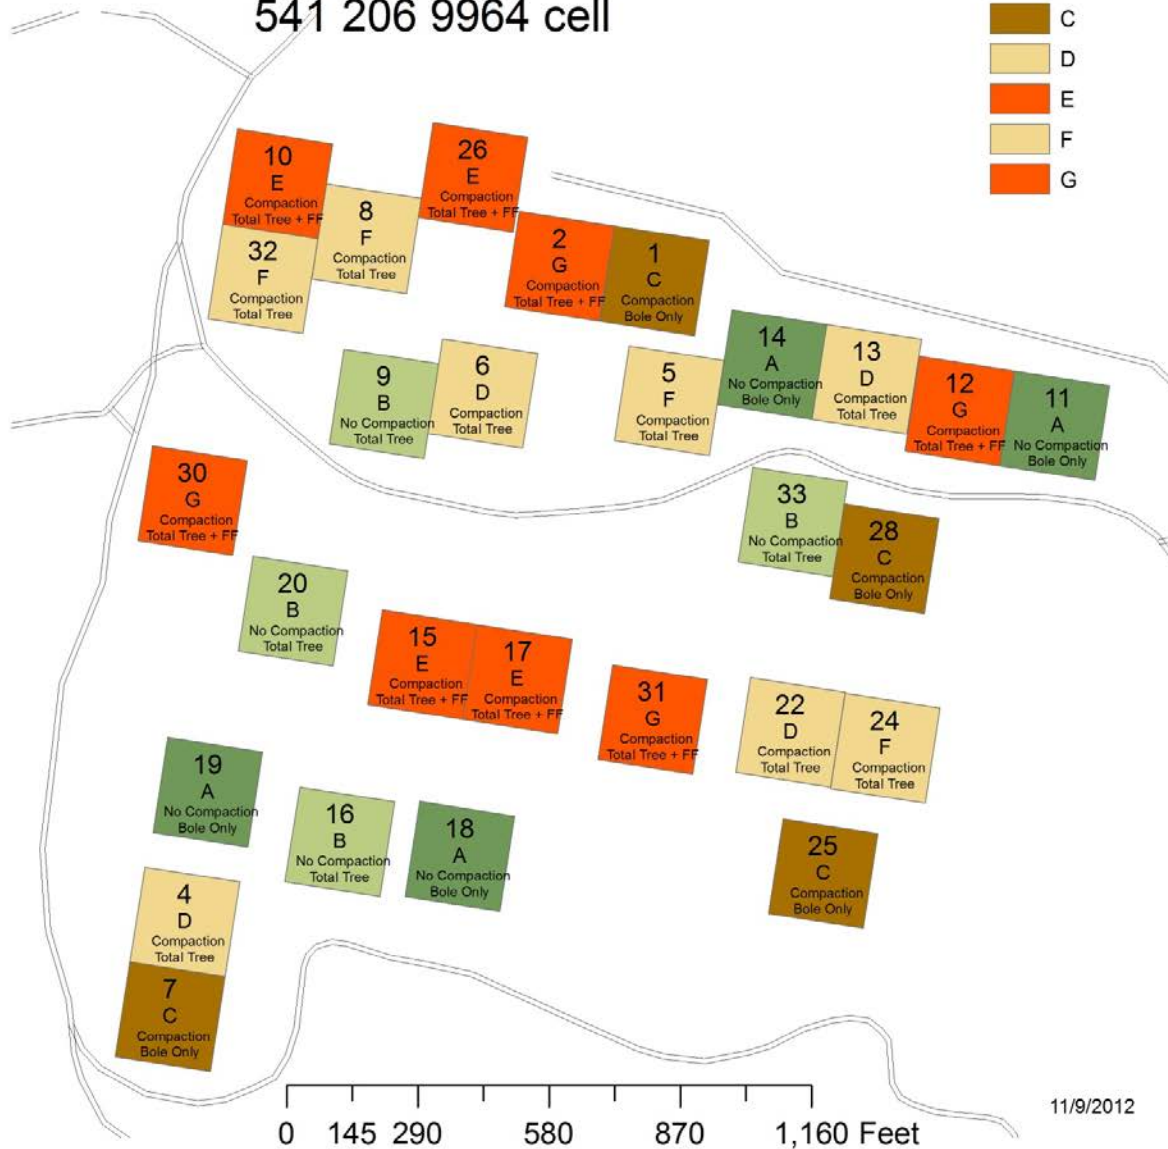 541 206 9964 cell
C
D
E
F
G
10
E
Compaction
Total Tree + FF
26
E
Compaction
Total Tree + FF
8
F
Compaction
Total Tree
32
F
Compaction
Total Tree
2
G
Compaction
Total Tree + FF
1
C
Compaction
Bole Only
14
A
No Compaction
Bole Only
13
D
Compaction
Total Tree
12
G
Compaction
Total Tree + FF
11
A
No Compaction
Bole Only
9
B
No Compaction
Total Tree
6
D
Compaction
Total Tree
5
F
Compaction
Total Tree
30
G
Compaction
Total Tree + FF
33
B
No Compaction
Total Tree
28
C
Compaction
Bole Only
20
B
No Compaction
Total Tree
15
E
Compaction
Total Tree + FF
17
E
Compaction
Total Tree + FF
31
G
Compaction
Total Tree + FF
22
D
Compaction
Total Tree
24
F
Compaction
Total Tree
19
A
No Compaction
Bole Only
16
B
No Compaction
Total Tree
18
A
No Compaction
Bole Only
25
C
Compaction
Bole Only
4
D
Compaction
Total Tree
7
C
Compaction
Bole Only
11/9/2012
0 145 290 580 870 1,160 Feet